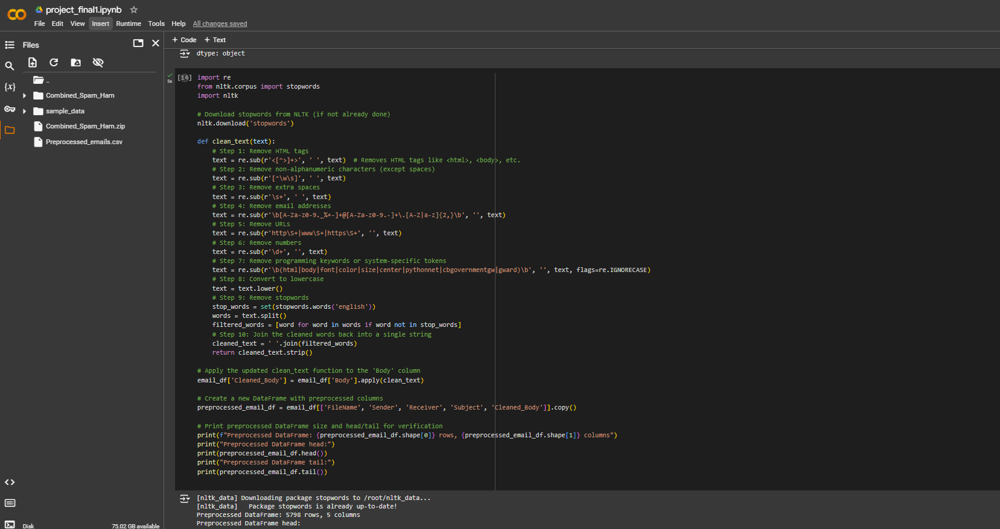 project_final1.ipynb
File Edit View Insert Runtime Tools Help All changes saved
Files
+ Code + Text
..
Combined_Spam_Ham
sample_data
Combined_Spam_Ham.zip
Preprocessed_emails.csv
{x}
Disk 75.02 GB available
dtype: object
5s
[14]
import re
from nltk.corpus import stopwords
import nltk
# Download stopwords from NLTK (if not already done)
nltk.download('stopwords')
def clean_text(text):
    # Step 1: Remove HTML tags
    text = re.sub(r'<[^>]+>', ' ', text)  # Removes HTML tags like <html>, <body>, etc.
    # Step 2: Remove non-alphanumeric characters (except spaces)
    text = re.sub(r'[^\w\s]', ' ', text)
    # Step 3: Remove extra spaces
    text = re.sub(r'\s+', ' ', text)
    # Step 4: Remove email addresses
    text = re.sub(r'\b[A-Za-z0-9._%+-]+@[A-Za-z0-9.-]+\.[A-Z|a-z]{2,}\b', '', text)
    # Step 5: Remove URLs
    text = re.sub(r'http\S+|www\S+|https\S+', '', text)
    # Step 6: Remove numbers
    text = re.sub(r'\d+', '', text)
    # Step 7: Remove programming keywords or system-specific tokens
    text = re.sub(r'\b(html|body|font|color|size|center|pythonnet|cbgovernmentgw|gward)\b', '', text, flags=re.IGNORECASE)
    # Step 8: Convert to lowercase
    text = text.lower()
    # Step 9: Remove stopwords
    stop_words = set(stopwords.words('english'))
    words = text.split()
    filtered_words = [word for word in words if word not in stop_words]
    # Step 10: Join the cleaned words back into a single string
    cleaned_text = ' '.join(filtered_words)
    return cleaned_text.strip()
# Apply the updated clean_text function to the 'Body' column
email_df['Cleaned_Body'] = email_df['Body'].apply(clean_text)
# Create a new DataFrame with preprocessed columns
preprocessed_email_df = email_df[['FileName', 'Sender', 'Receiver', 'Subject', 'Cleaned_Body']].copy()
# Print preprocessed DataFrame size and head/tail for verification
print(f"Preprocessed DataFrame: {preprocessed_email_df.shape[0]} rows, {preprocessed_email_df.shape[1]} columns")
print("Preprocessed DataFrame head:")
print(preprocessed_email_df.head())
print("Preprocessed DataFrame tail:")
print(preprocessed_email_df.tail())
[nltk_data] Downloading package stopwords to /root/nltk_data...
[nltk_data]   Package stopwords is already up-to-date!
Preprocessed DataFrame: 5798 rows, 5 columns
Preprocessed DataFrame head: